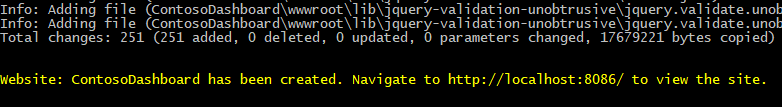 Info: Adding file (ContosoDashboard\wwwroot\lib\jquery-validation-unobtrusive\jquery.validate.unob
Info: Adding file (ContosoDashboard\wwwroot\lib\jquery-validation-unobtrusive\jquery.validate.unob
Total changes: 251 (251 added, 0 deleted, 0 updated, 0 parameters changed, 17679221 bytes copied)
Website: ContosoDashboard has been created. Navigate to http://localhost:8086/ to view the site.